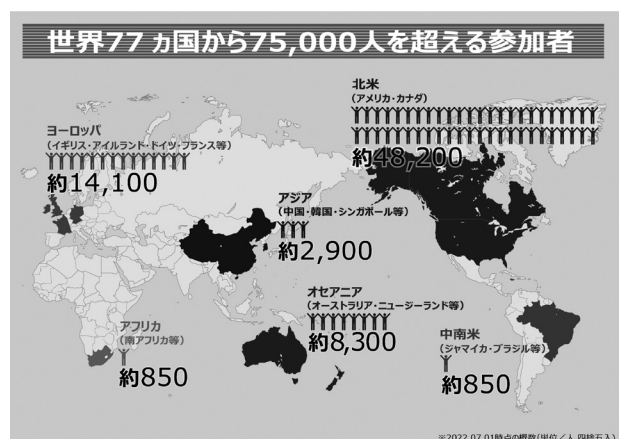 世界77ヵ国から75,000人を超える参加者
北米
(アメリカ・カナダ)
約48,200
ヨーロッパ
(イギリス・アイルランド・ドイツ・フランス等)
約14,100
アジア
(中国・韓国・シンガポール等)
約2,900
オセアニア
(オーストラリア・ニュージーランド等)
約8,300
アフリカ
(南アフリカ等)
約850
中南米
(ジャマイカ・ブラジル等)
約850
※2022.07.01時点の概数(単位/人 四捨五入)